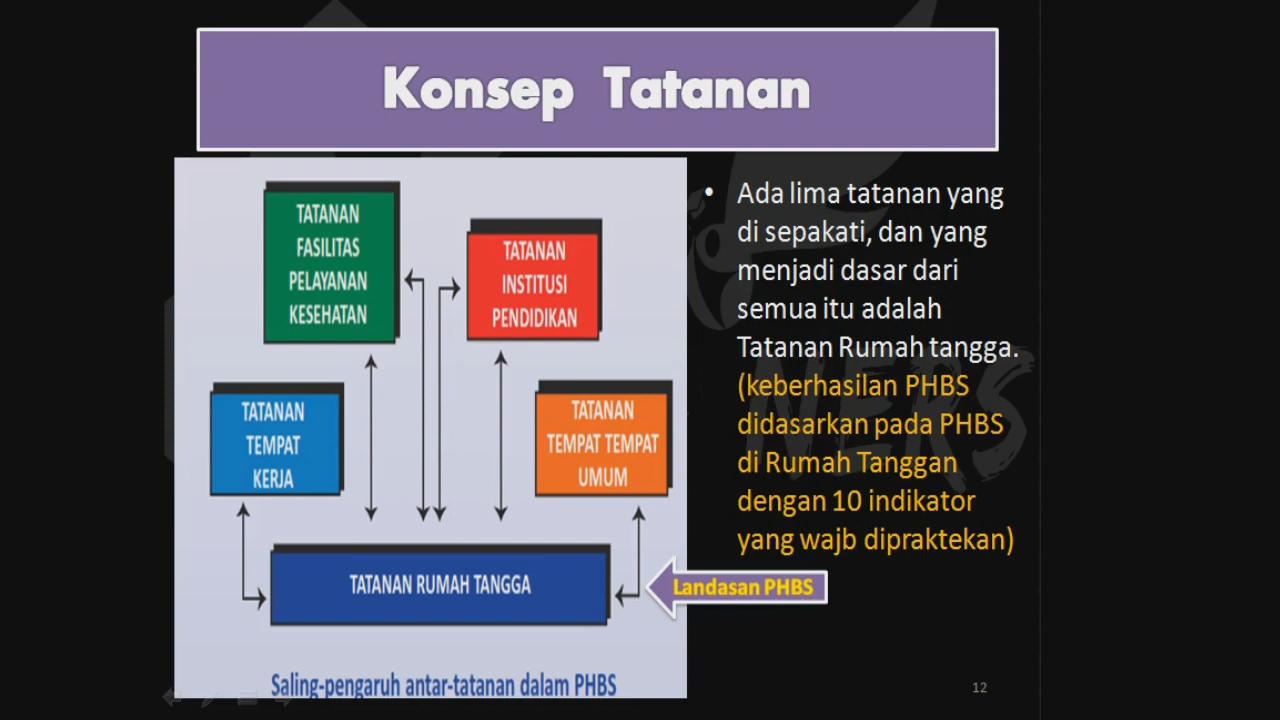 Konsep Tatanan
TATANAN
FASILITAS
PELAYANAN
KESEHATAN
TATANAN
INSTITUSI
PENDIDIKAN
TATANAN
TEMPAT
KERJA
TATANAN
TEMPAT TEMPAT
UMUM
TATANAN RUMAH TANGGA
Landasan PHBS
Saling-pengaruh antar-tatanan dalam PHBS
• Ada lima tatanan yang
di sepakati, dan yang
menjadi dasar dari
semua itu adalah
Tatanan Rumah tangga.
(keberhasilan PHBS
didasarkan pada PHBS
di Rumah Tanggan
dengan 10 indikator
yang wajb dipraktekan)
NERS
12